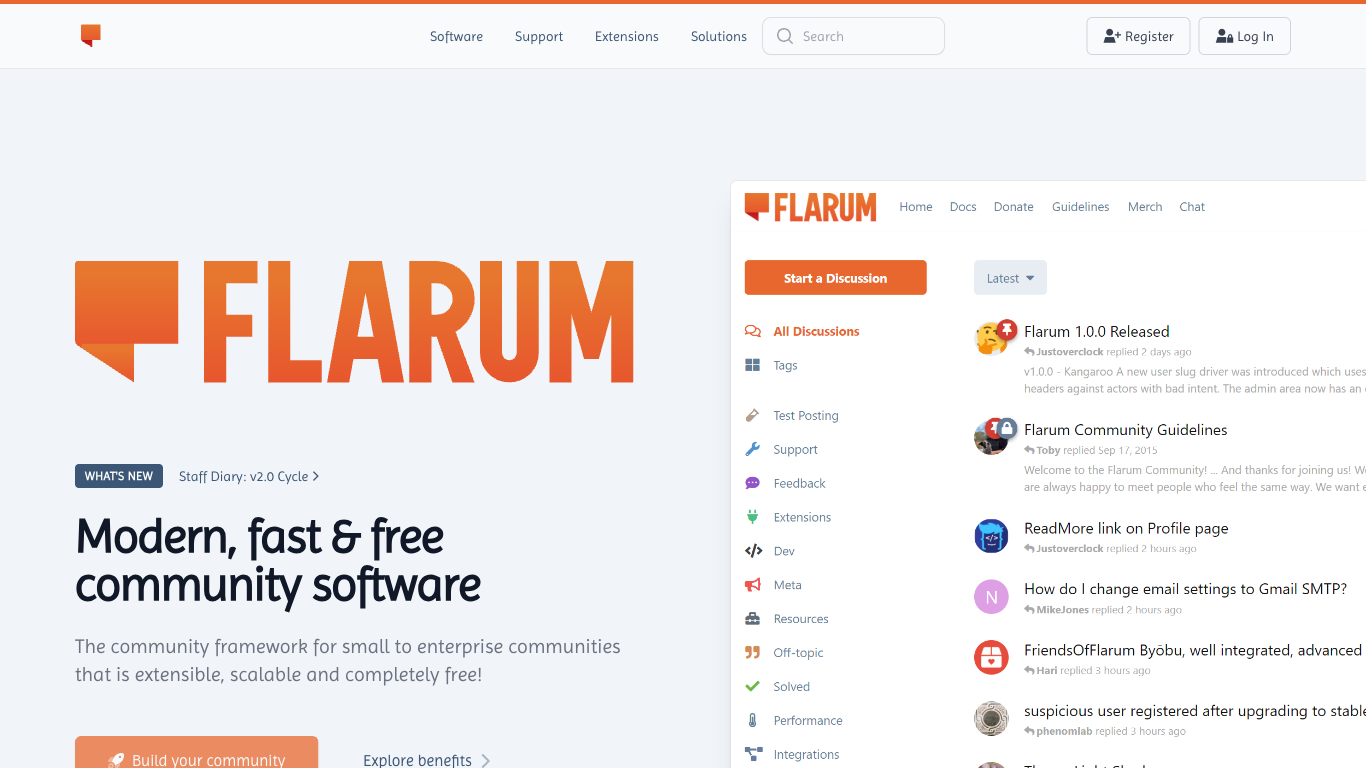 Software
Support
Extensions
Solutions
Search
Register
Log In
FLARUM
WHAT'S NEW
Staff Diary: v2.0 Cycle
Modern, fast & free
community software
The community framework for small to enterprise communities
that is extensible, scalable and completely free!
Build your community
Explore benefits
FLARUM
Home
Docs
Donate
Guidelines
Merch
Chat
Start a Discussion
All Discussions
Tags
Test Posting
Support
Feedback
Extensions
Dev
Meta
Resources
Off-topic
Solved
Performance
Integrations
Latest
Flarum 1.0.0 Released
Justoverclock replied 2 days ago
v1.0.0 - Kangaroo A new user slug driver was introduced which uses
headers against actors with bad intent. The admin area now has an
Flarum Community Guidelines
Toby replied Sep 17, 2015
Welcome to the Flarum Community! ... And thanks for joining us!
are always happy to meet people who feel the same way. We want
ReadMore link on Profile page
Justoverclock replied 2 hours ago
N
How do I change email settings to Gmail SMTP?
MikeJones replied 2 hours ago
FriendsOfFlarum Byōbu, well integrated, advanced
Hari replied 3 hours ago
suspicious user registered after upgrading to
phenomlab replied 3 hours ago